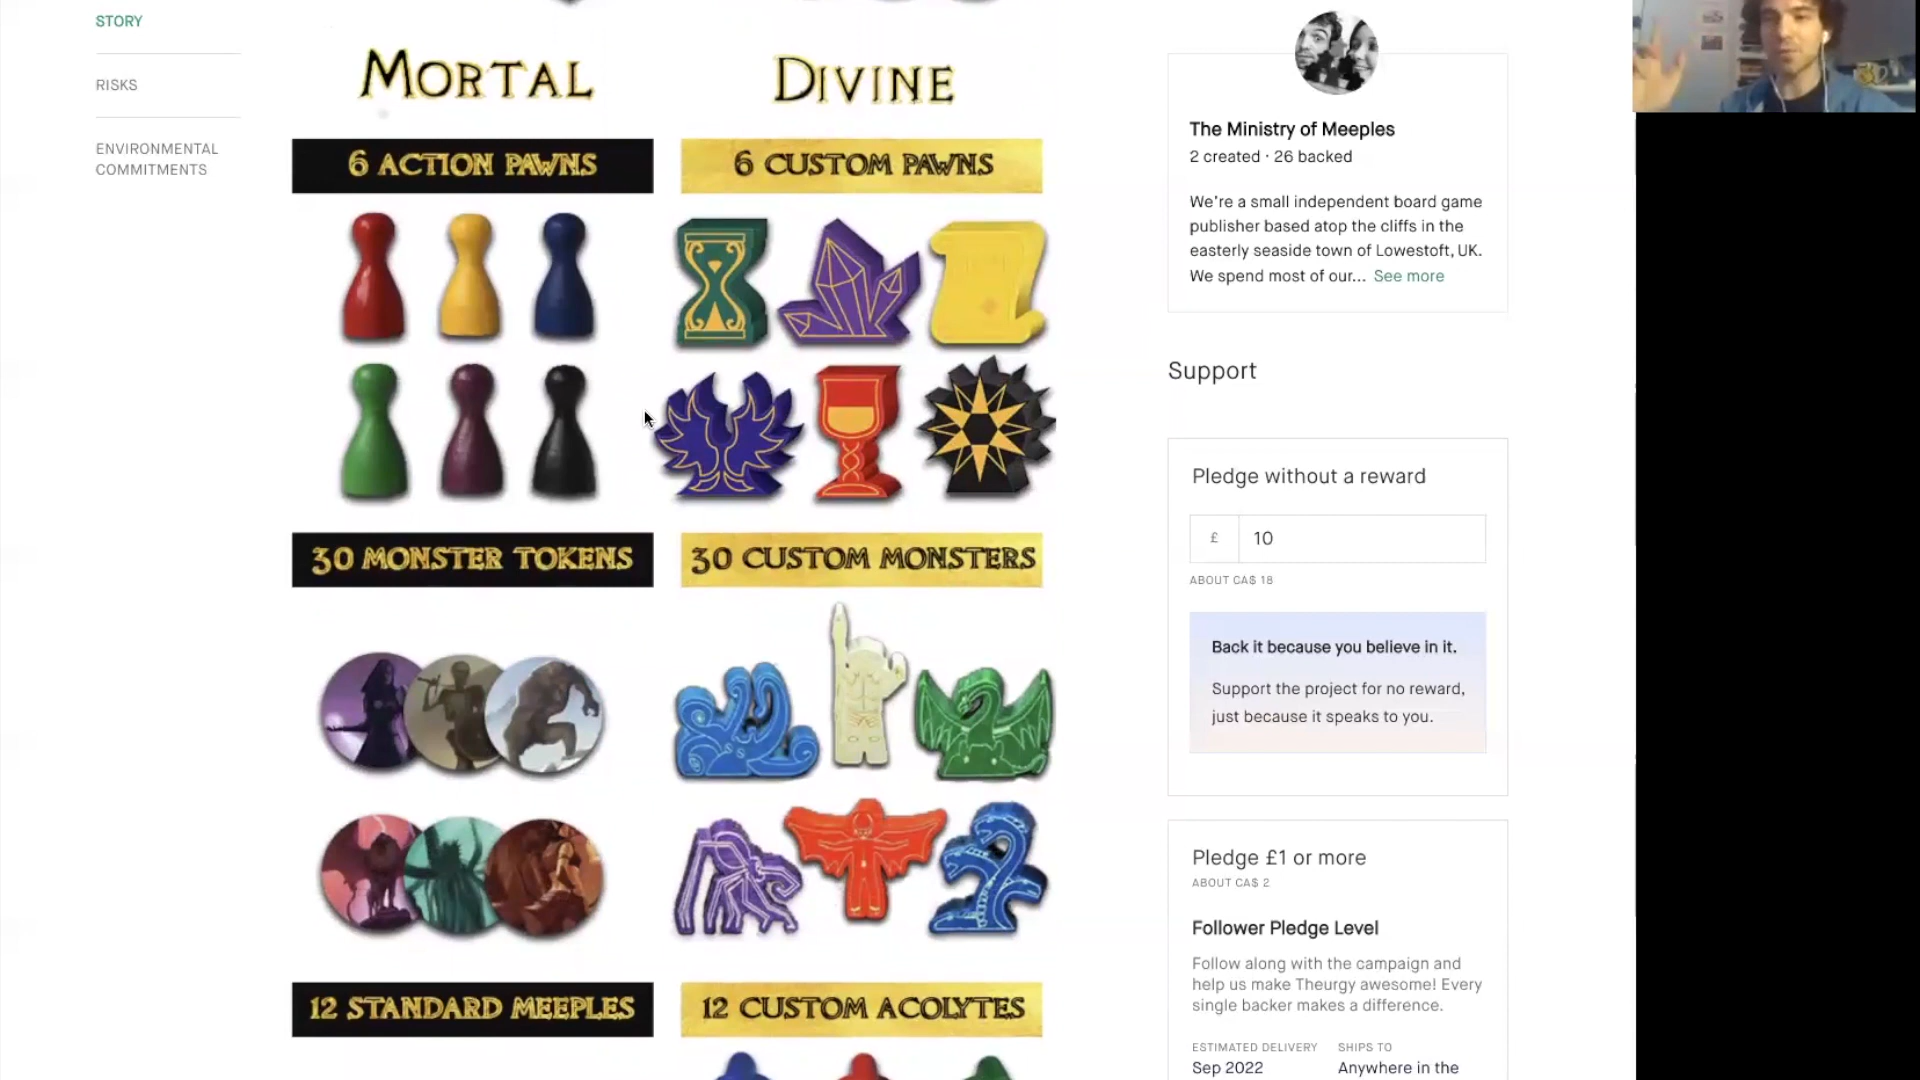 STORY
RISKS
ENVIRONMENTAL
COMMITMENTS
MORTAL
DIVINE
6 ACTION PAWNS
6 CUSTOM PAWNS
30 MONSTER TOKENS
30 CUSTOM MONSTERS
12 STANDARD MEEPLES
12 CUSTOM ACOLYTES
The Ministry of Meeples
2 created · 26 backed
We're a small independent board game
publisher based atop the cliffs in the
easterly seaside town of Lowestoft, UK.
We spend most of our... See more
Support
Pledge without a reward
£ 10
ABOUT CA$ 18
Back it because you believe in it.
Support the project for no reward,
just because it speaks to you.
Pledge £1 or more
ABOUT CA$ 2
Follower Pledge Level
Follow along with the campaign and
help us make Theurgy awesome! Every
single backer makes a difference.
ESTIMATED DELIVERY
Sep 2022
SHIPS TO
Anywhere in the